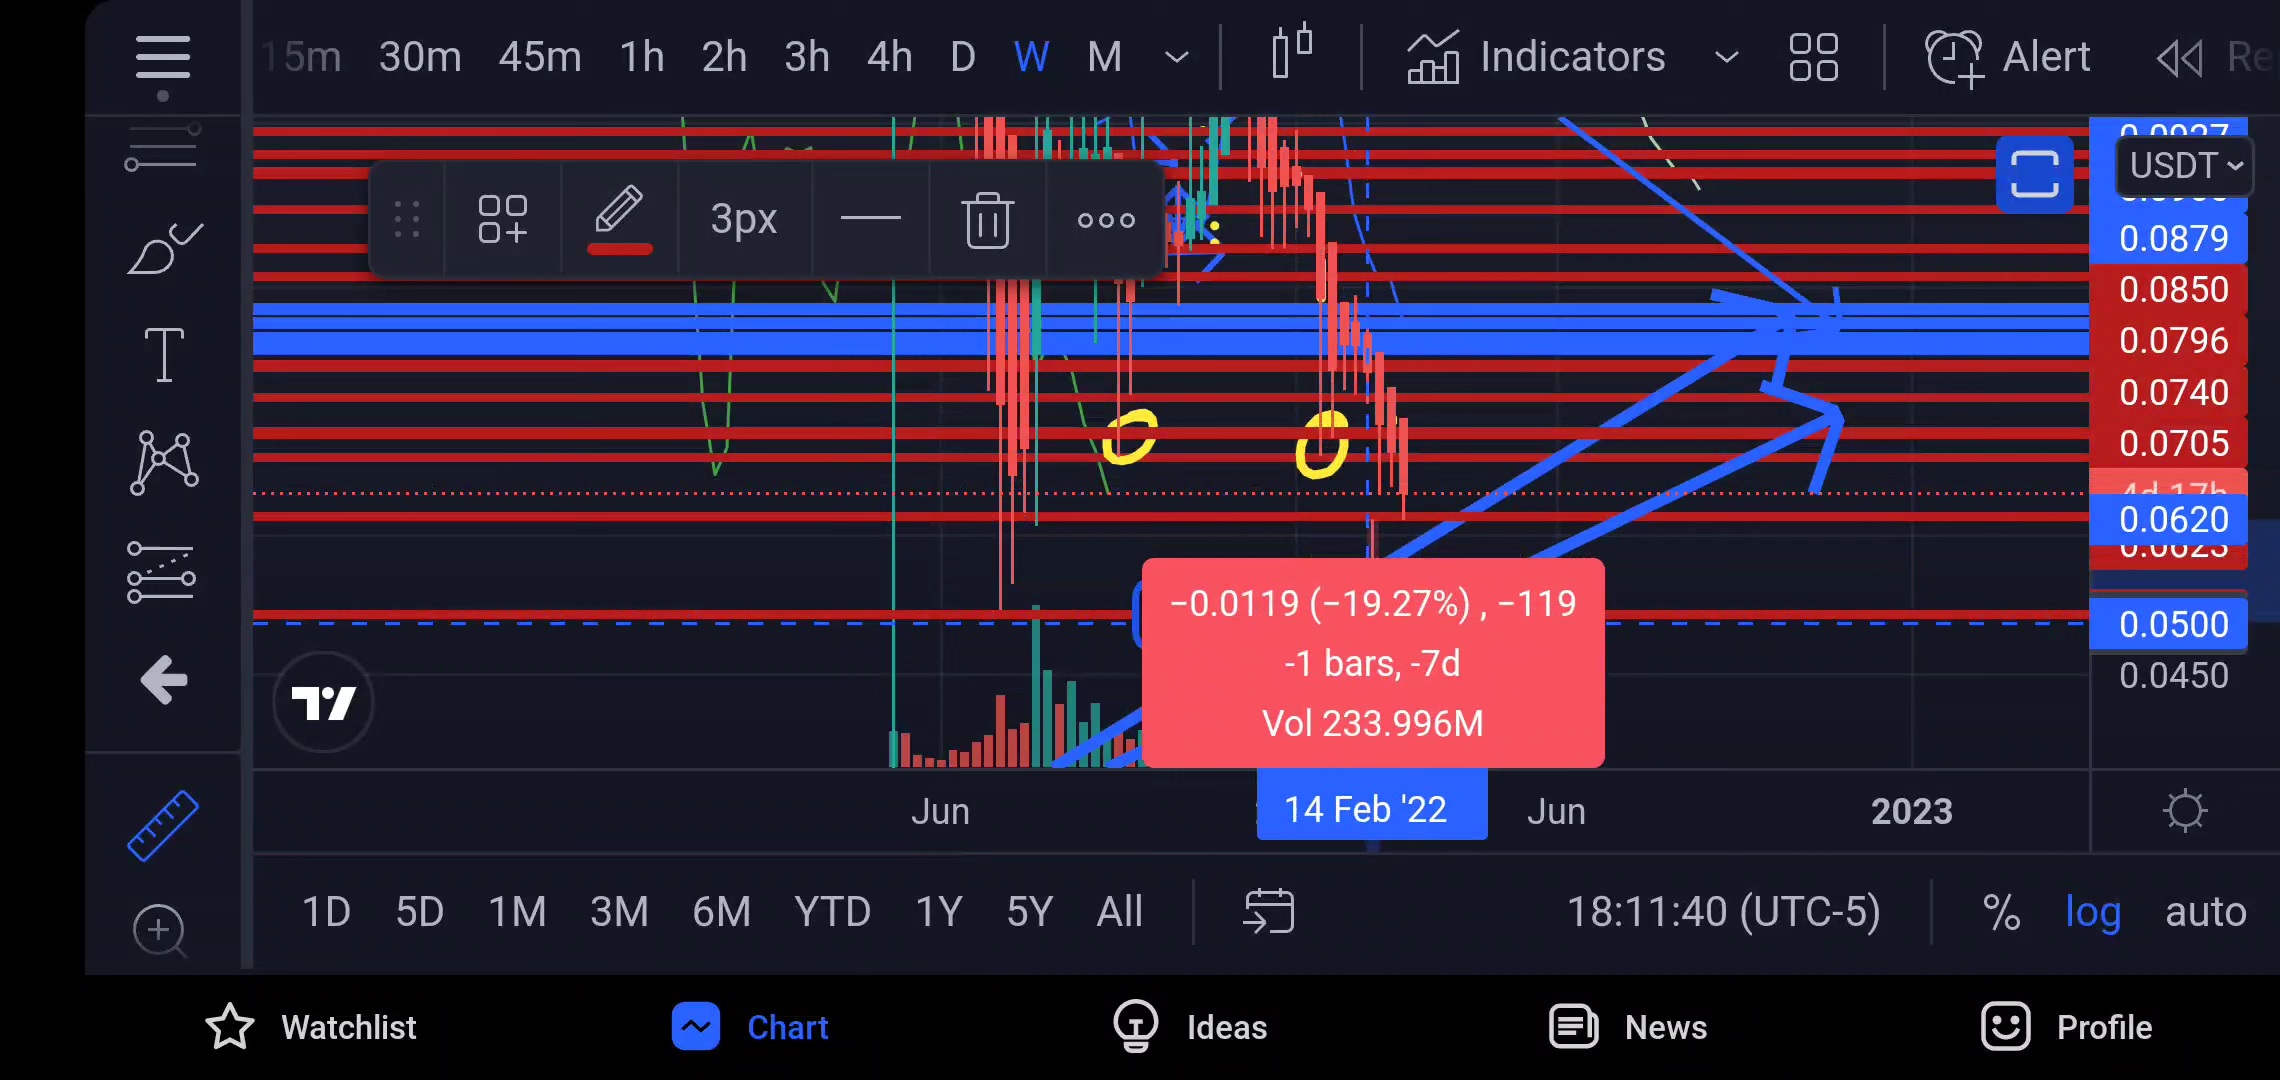 15m 30m 45m 1h 2h 3h 4h D W M Indicators Alert Re
USDT
0.0879
0.0850
3px
0.0796
0.0740
0.0705
0.0620
−0.0119 (−19.27%) , −119
0.0500
-1 bars, -7d
0.0450
Vol 233.996M
Jun 14 Feb '22 Jun 2023
1D 5D 1M 3M 6M YTD 1Y 5Y All 18:11:40 (UTC-5) % log auto
Watchlist Chart Ideas News Profile